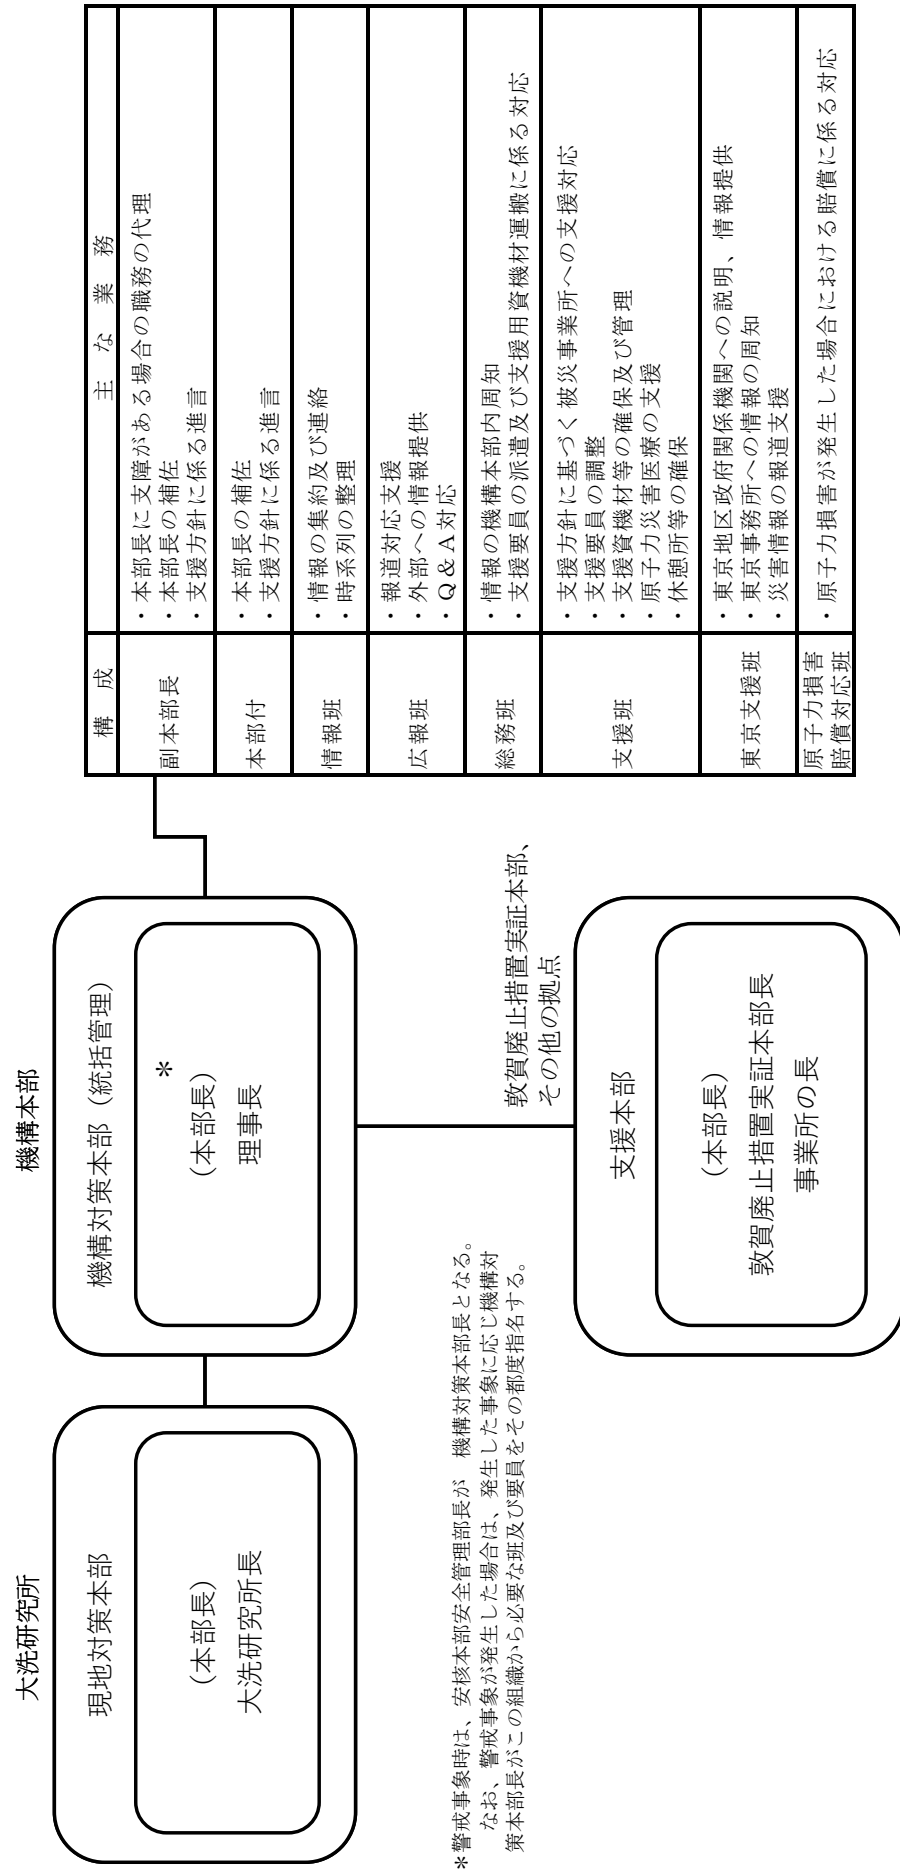 大洗研究所
現地対策本部
(本部長)
大洗研究所長
機構本部
機構対策本部（統括管理）
*
(本部長)
理事長
敦賀廃止措置実証本部、
その他の拠点
支援本部
(本部長)
敦賀廃止措置実証本部長
事業所の長
*警戒事象時は、安核本部安全管理部長が　機構対策本部長となる。
なお、警戒事象が発生した場合は、発生した事象に応じ機構対
策本部長がこの組織から必要な班及び要員をその都度指名する。
構　成
主　な　業　務
副本部長
・本部長に支障がある場合の職務の代理
・本部長の補佐
・支援方針に係る進言
本部付
・本部長の補佐
・支援方針に係る進言
情報班
・情報の集約及び連絡
・時系列の整理
広報班
・報道対応支援
・外部への情報提供
・Q＆A対応
総務班
・情報の機構本部内周知
・支援要員の派遣及び支援用資機材運搬に係る対応
支援班
・支援方針に基づく被災事業所への支援対応
・支援要員の調整
・支援資機材等の確保及び管理
・原子力災害医療の支援
・休憩所等の確保
東京支援班
・東京地区政府関係機関への説明、情報提供
・東京事務所への情報の周知
・災害情報の報道支援
原子力損害
賠償対応班
・原子力損害が発生した場合における賠償に係る対応